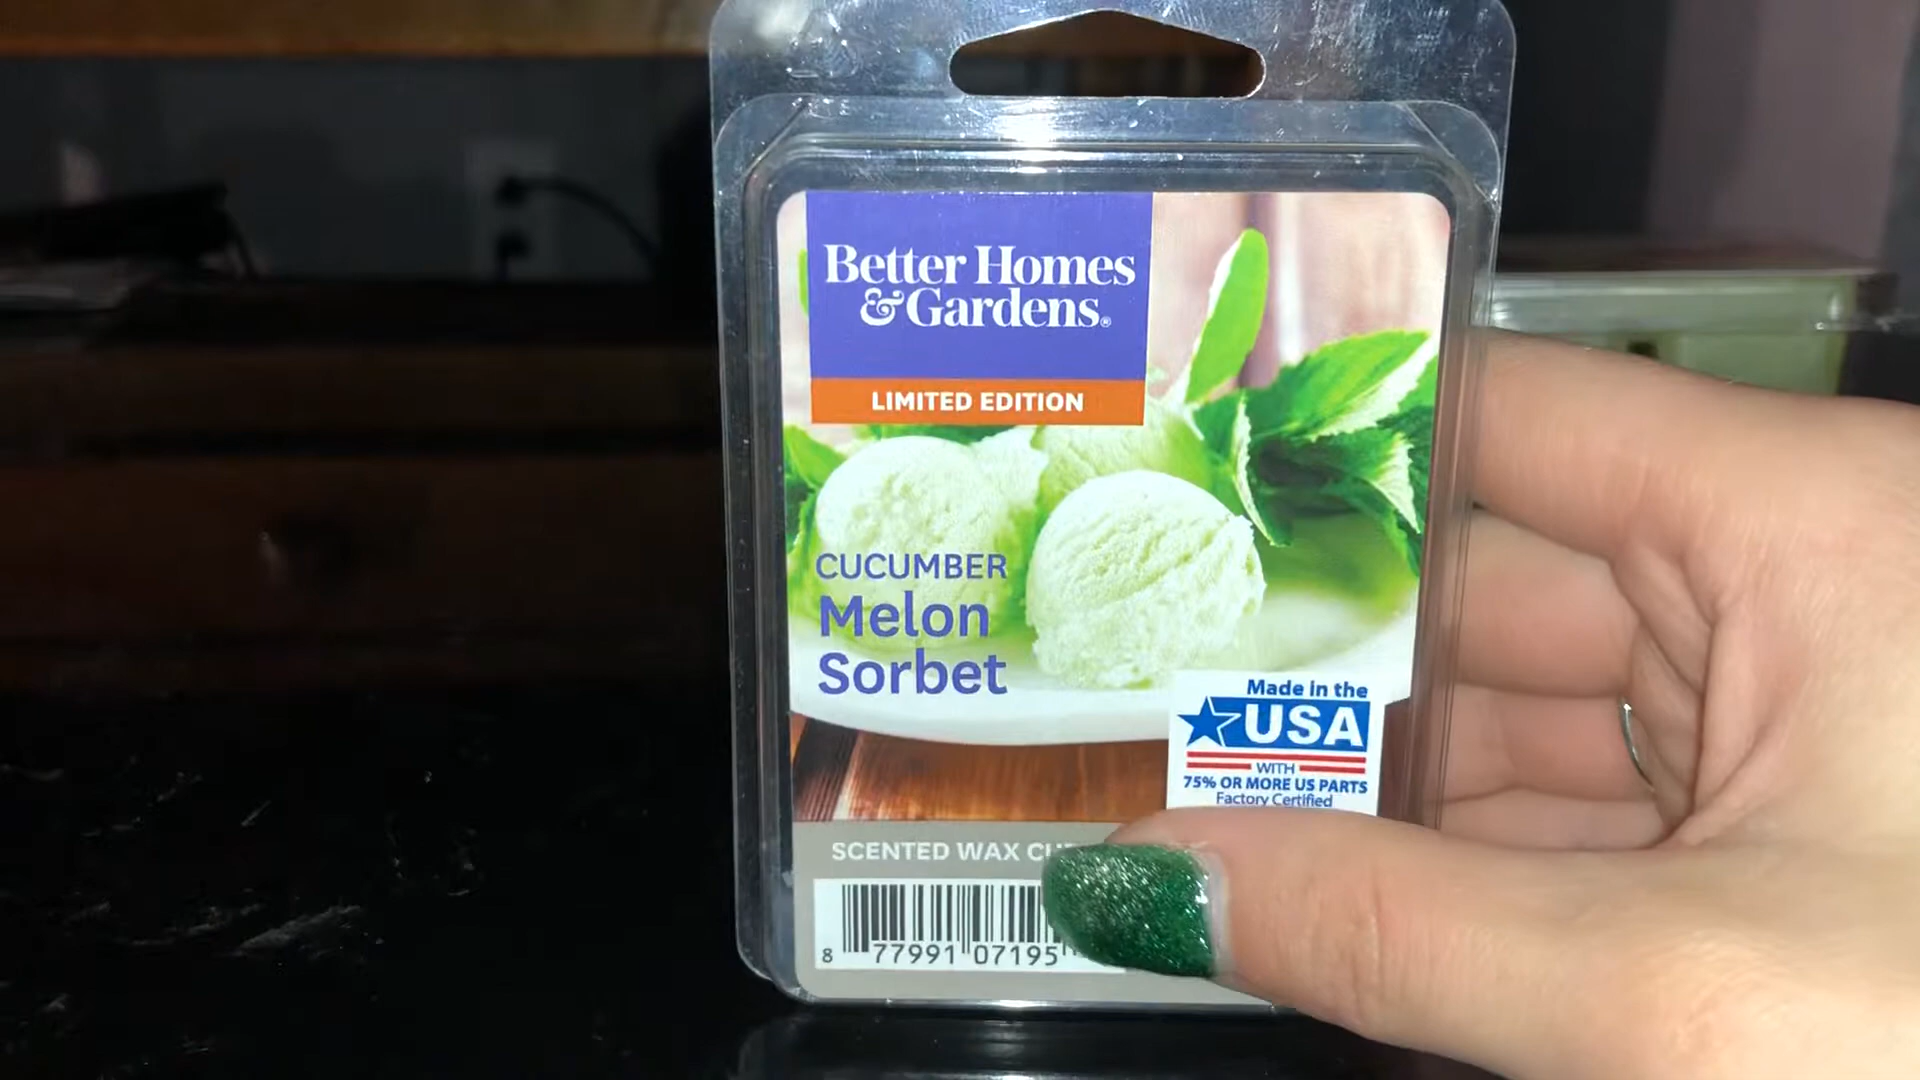 Better Homes
& Gardens®
LIMITED EDITION
CUCUMBER
Melon
Sorbet
Made in the
USA
WITH
75% OR MORE US PARTS
Factory Certified
SCENTED WAX
8 77991 07195